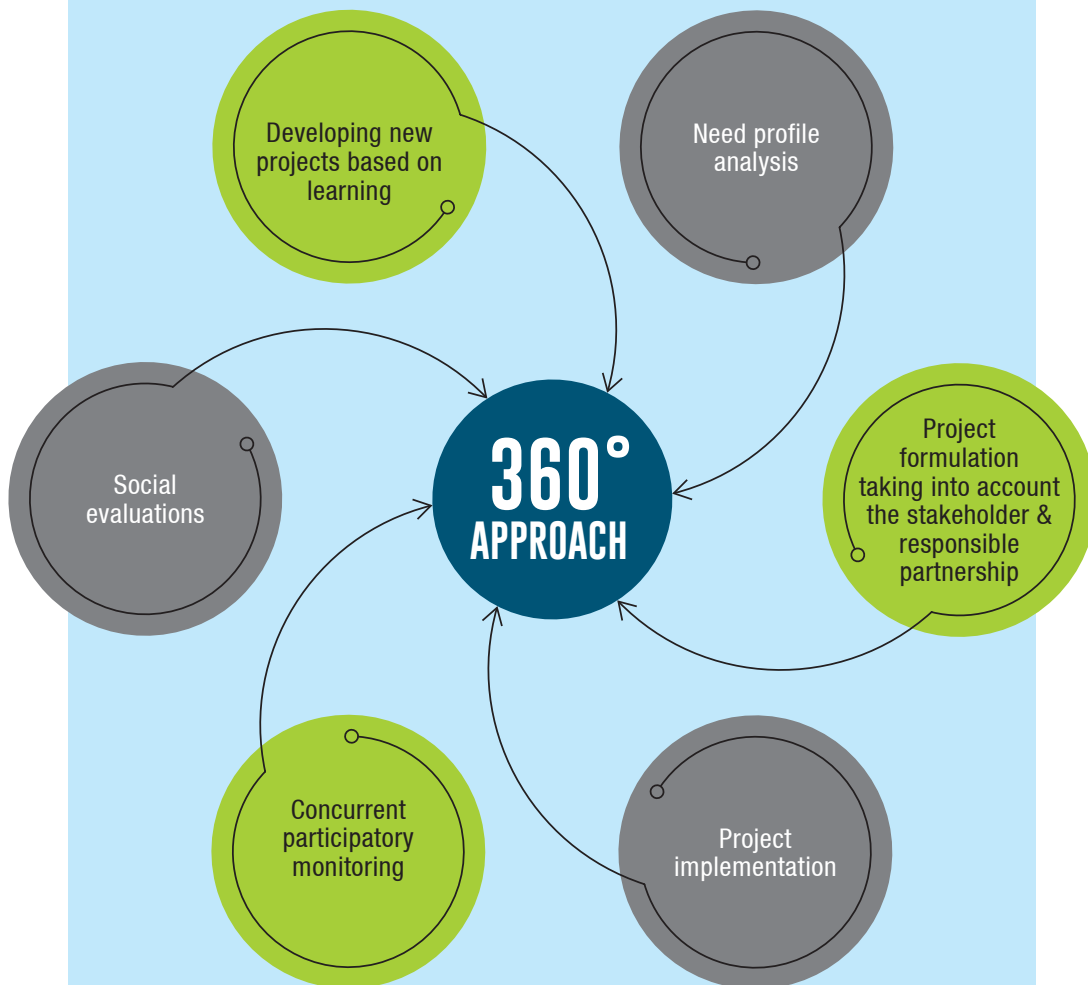 Developing new
projects based on
learning
Need profile
analysis
Project
formulation
taking into account
the stakeholder &
responsible
partnership
Project
implementation
Concurrent
participatory
monitoring
Social
evaluations
360°
APPROACH